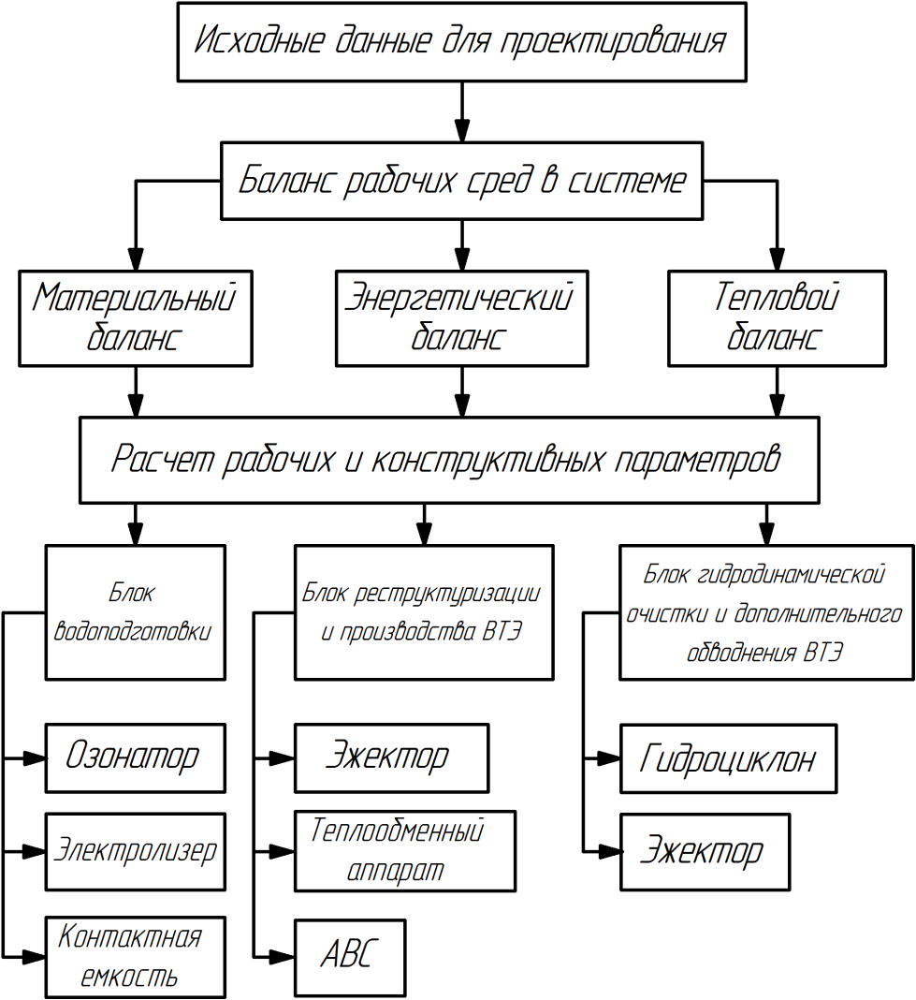 Исходные данные для проектирования
Баланс рабочих сред в системе
Материальный
баланс
Энергетический
баланс
Тепловой
баланс
Расчет рабочих и конструктивных параметров
Блок
водоподготовки
Блок реструктуризации
и производства ВТЭ
Блок гидродинамической
очистки и дополнительного
обводнения ВТЭ
Озонатор
Электролизер
Контактная
емкость
Эжектор
Теплообменный
аппарат
АВС
Гидроциклон
Эжектор